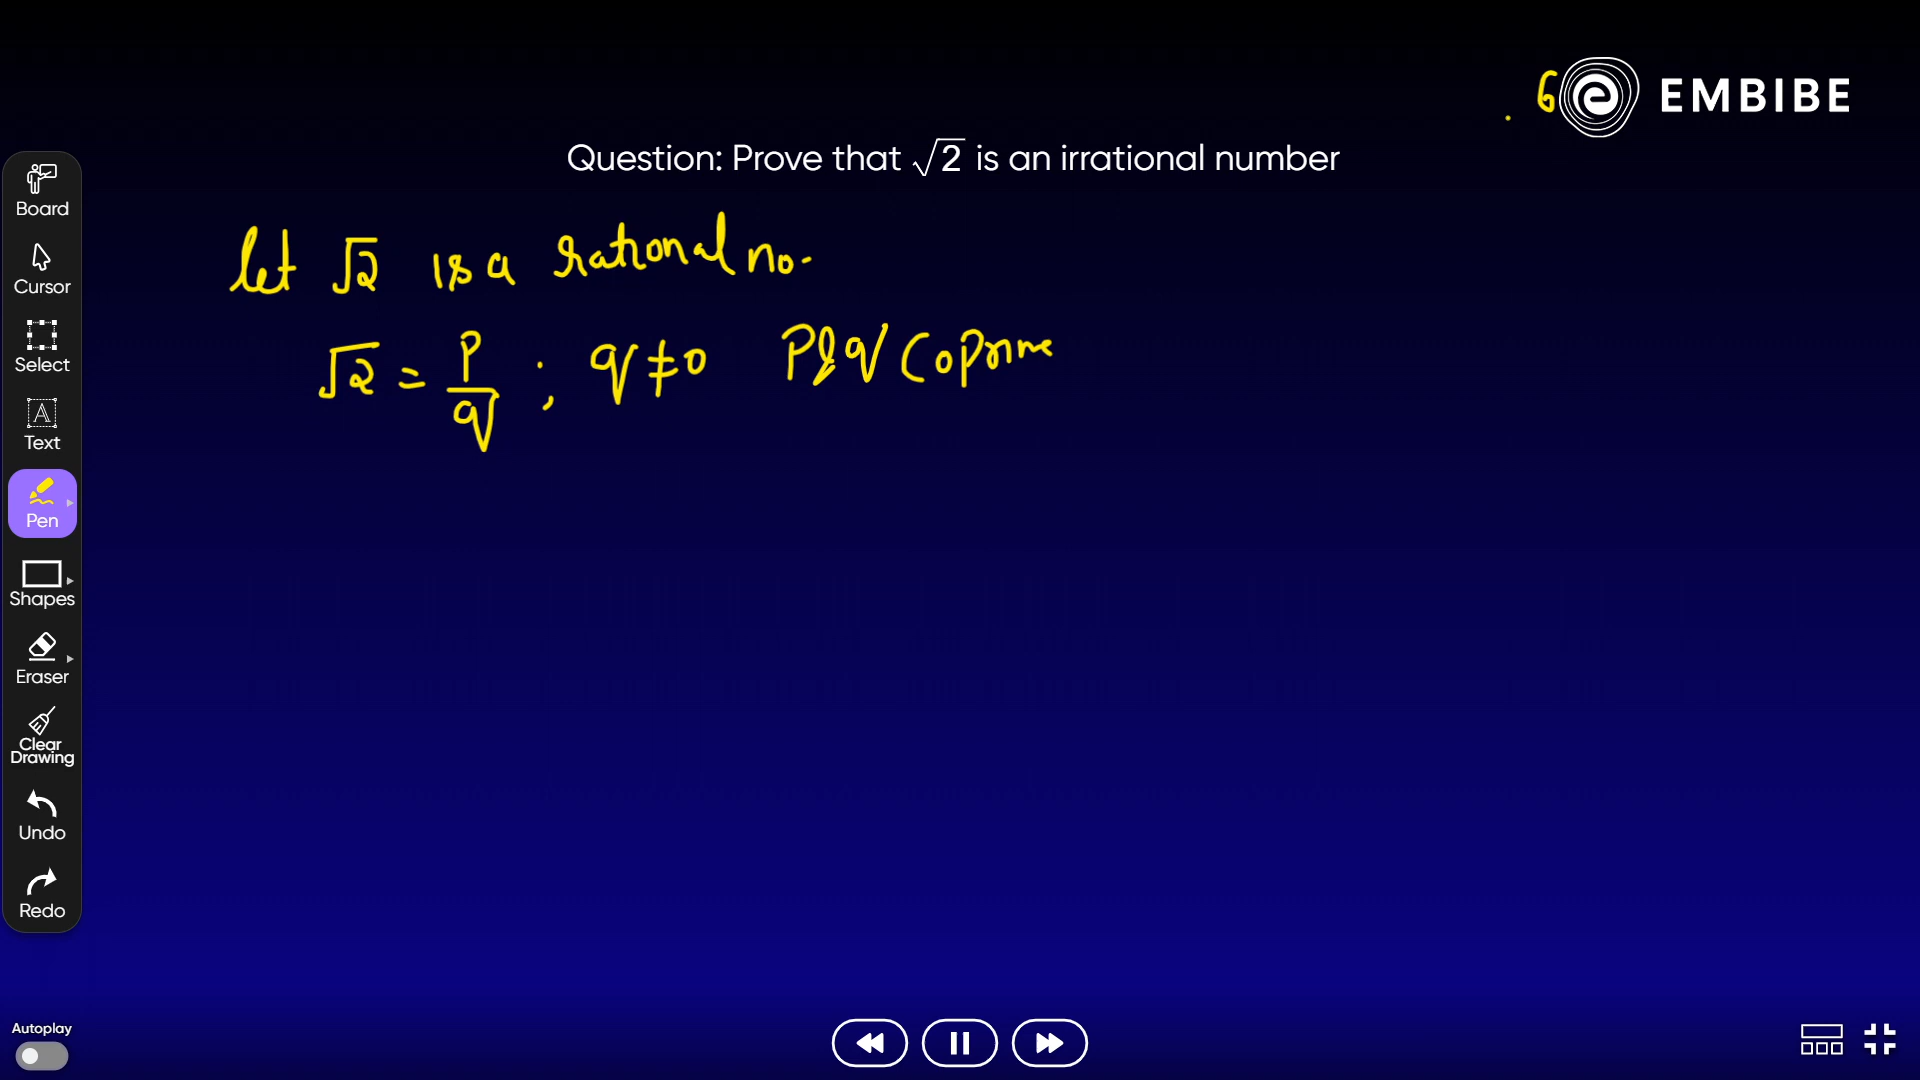 6 EMBIBE
Question: Prove that √2 is an irrational number
let √2 is a rational no.
√2 = p/q ; q ≠ 0 P & q Coprime
Board
Cursor
Select
Text
Pen
Shapes
Eraser
Clear
Drawing
Undo
Redo
Autoplay